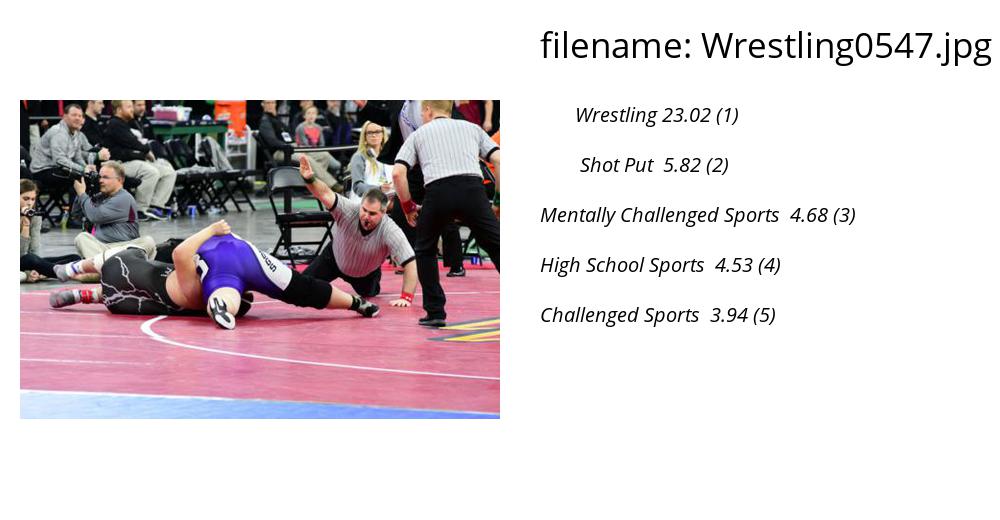 filename: Wrestling0547.jpg
Wrestling 23.02 (1)
Shot Put 5.82 (2)
Mentally Challenged Sports 4.68 (3)
High School Sports 4.53 (4)
Challenged Sports 3.94 (5)